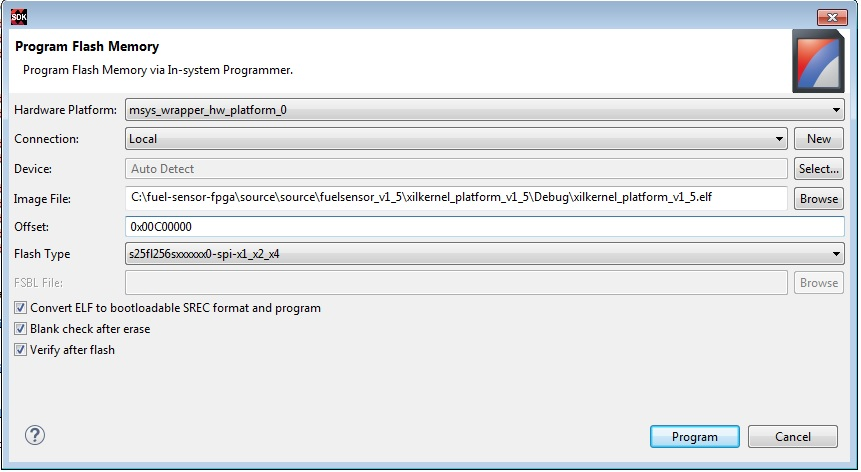 SDK
Program Flash Memory
Program Flash Memory via In-system Programmer.
Hardware Platform: msys_wrapper_hw_platform_0
Connection: Local New
Device: Auto Detect Select...
Image File: C:\fuel-sensor-fpga\source\source\fuelsensor_v1_5\xilkernel_platform_v1_5\Debug\xilkernel_platform_v1_5.elf Browse
Offset: 0x00C00000
Flash Type s25fl256sxxxxxx0-spi-x1_x2_x4
FSBL File: Browse
Convert ELF to bootloadable SREC format and program
Blank check after erase
Verify after flash
? Program Cancel